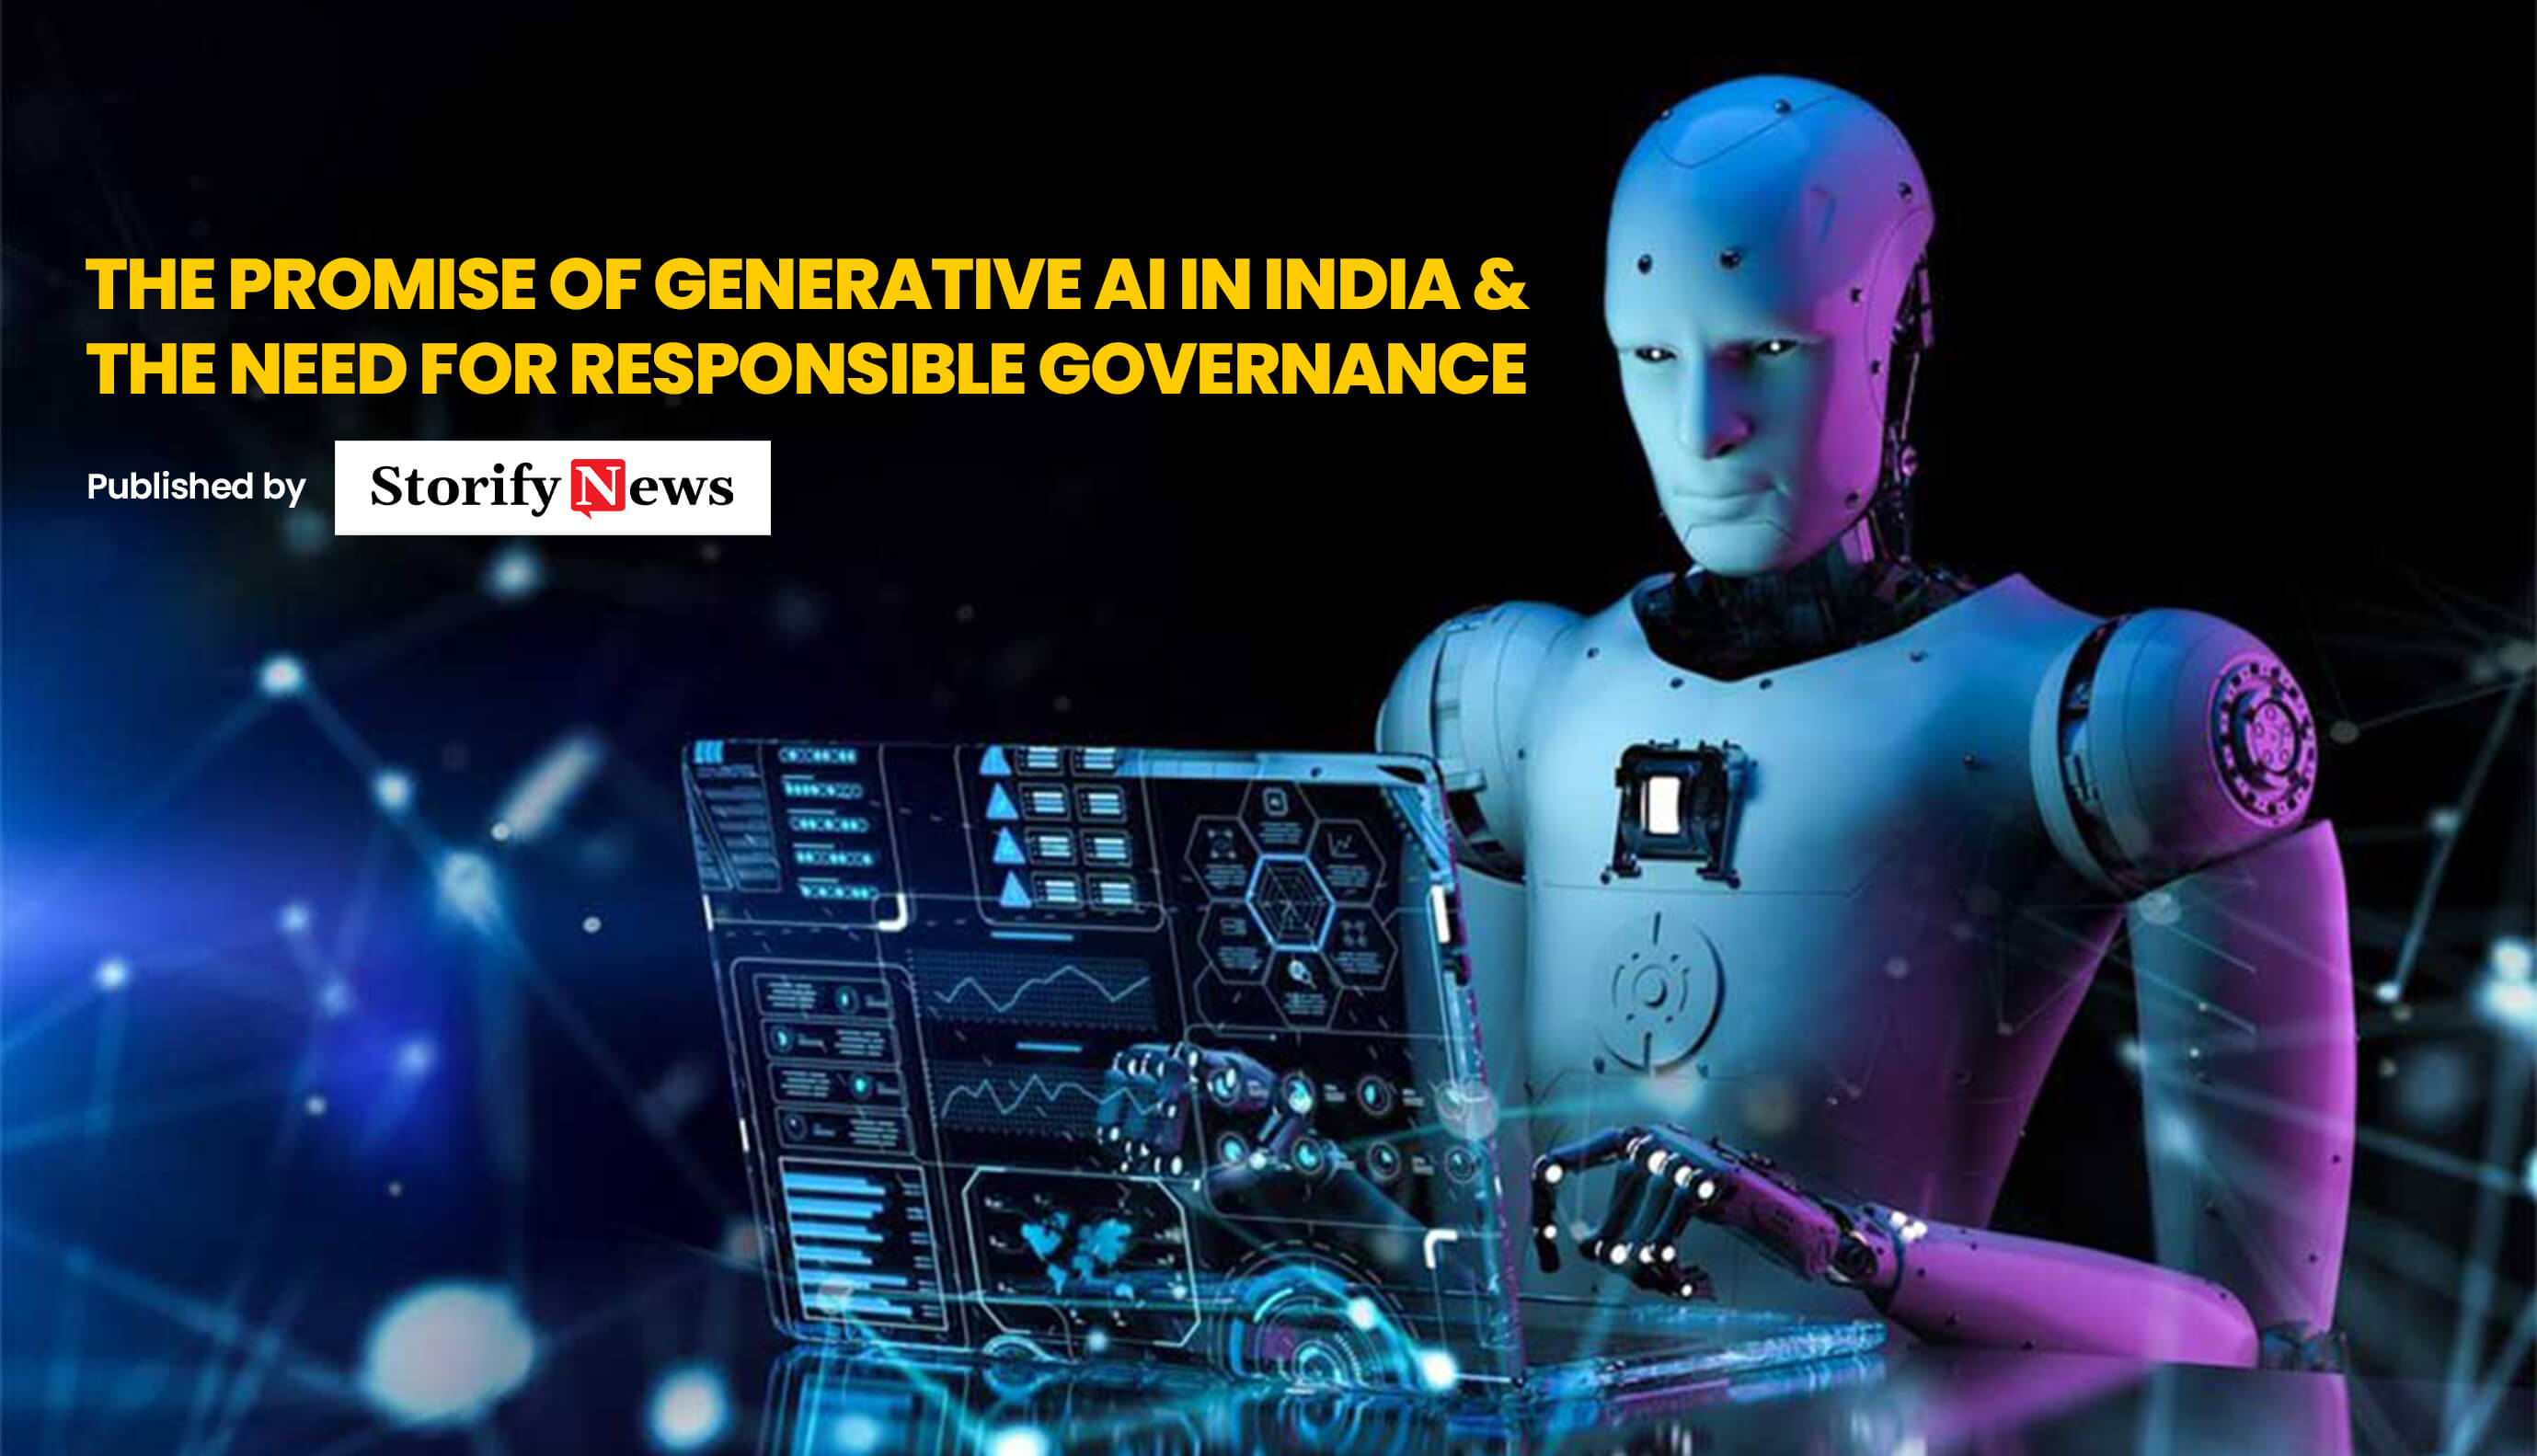 THE PROMISE OF GENERATIVE AI IN INDIA &
THE NEED FOR RESPONSIBLE GOVERNANCE
Published by
Storify News